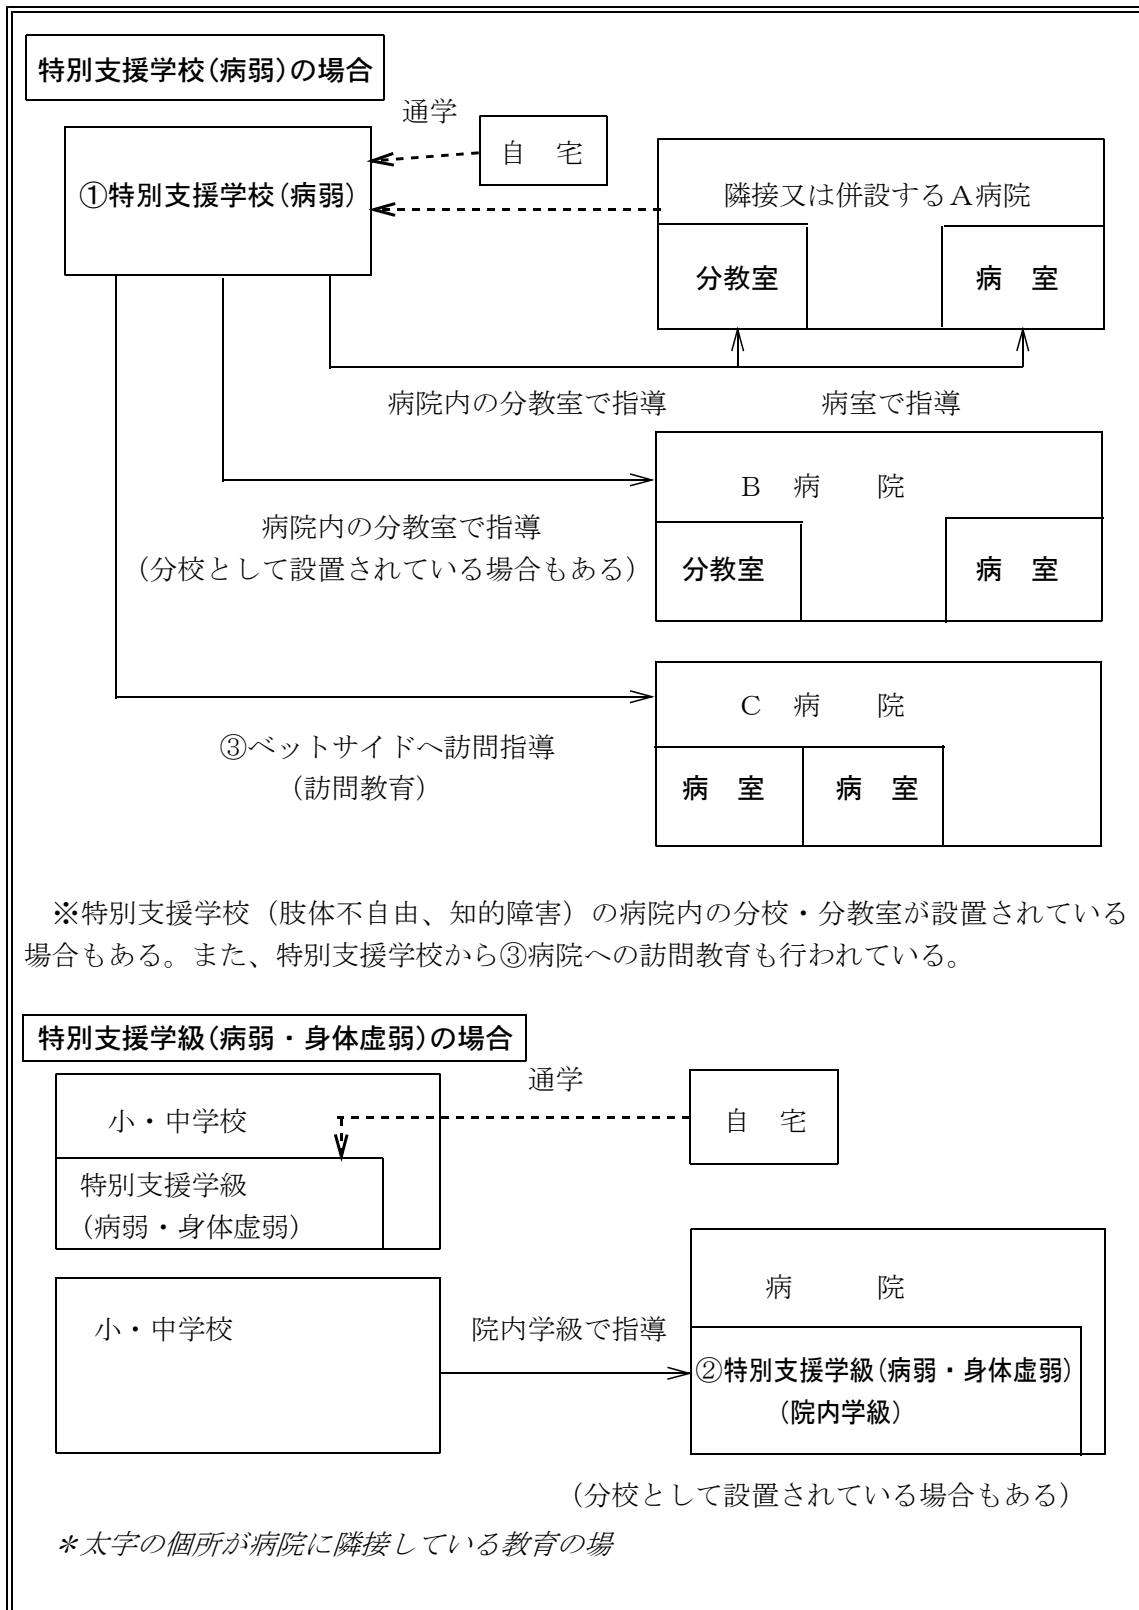 特別支援学校(病弱)の場合
通学
自　宅
①特別支援学校(病弱)
隣接又は併設するＡ病院
分教室
病　室
病院内の分教室で指導
病室で指導
Ｂ　病　　院
病院内の分教室で指導
（分校として設置されている場合もある）
分教室
病　室
Ｃ　病　　院
③ベットサイドへ訪問指導
（訪問教育）
病　室
病　室
※特別支援学校（肢体不自由、知的障害）の病院内の分校・分教室が設置されている
場合もある。また、特別支援学校から③病院への訪問教育も行われている。
特別支援学級(病弱・身体虚弱)の場合
通学
小・中学校
自　宅
特別支援学級
（病弱・身体虚弱）
病　　　院
小・中学校
院内学級で指導
②特別支援学級(病弱・身体虚弱)
(院内学級)
（分校として設置されている場合もある）
＊太字の個所が病院に隣接している教育の場